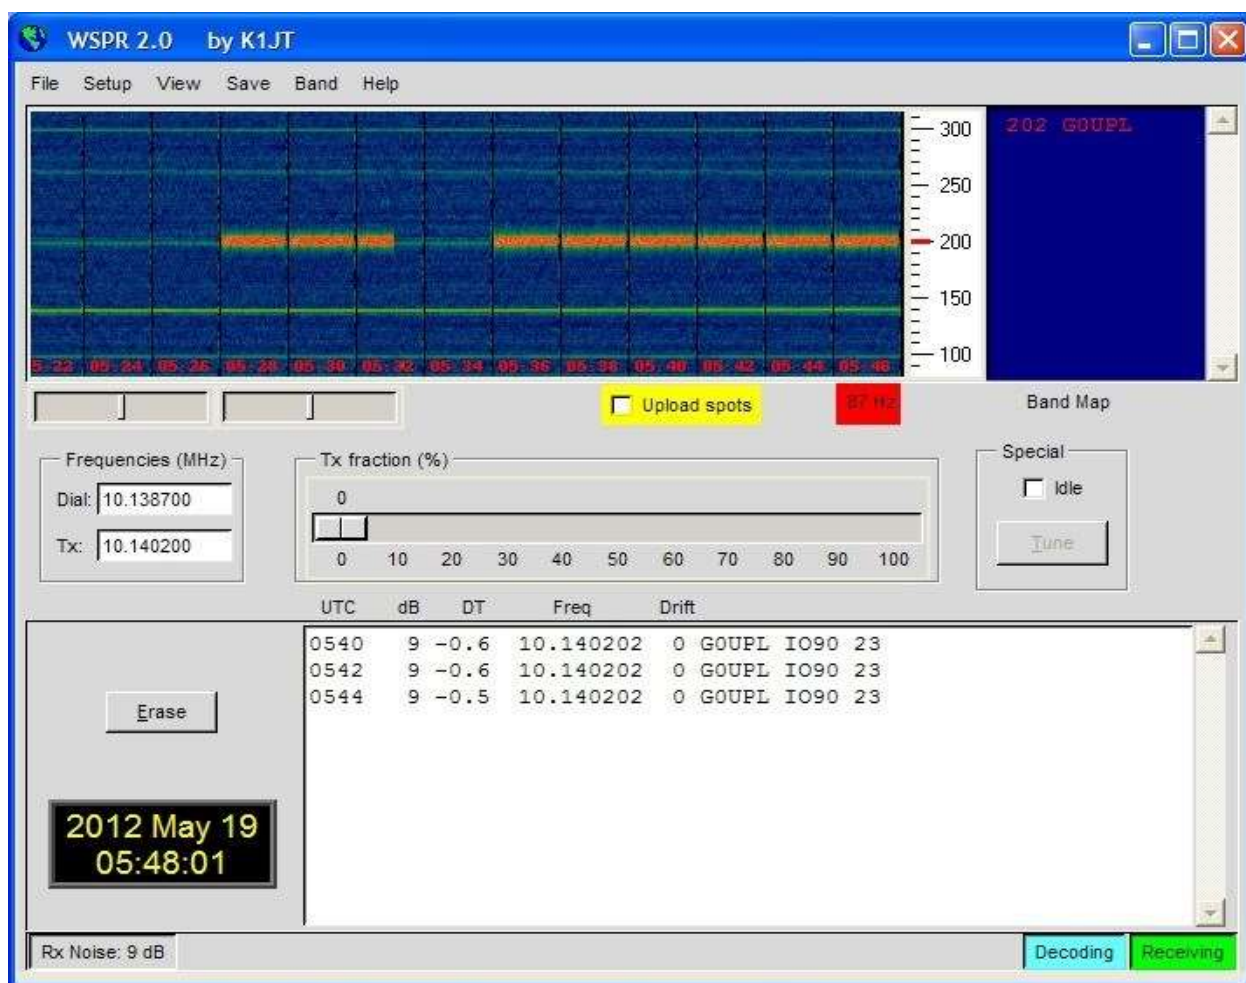 WSPR 2.0 by K1JT
File Setup View Save Band Help
300
250
200
150
100
202 G0UPL
5:22 05:24 05:26 05:28 05:30 05:32 05:34 05:36 05:38 05:40 05:42 05:44 05:46
Upload spots
87 Hz
Band Map
Frequencies (MHz)
Dial: 10.138700
Tx: 10.140200
Tx fraction (%)
0
0 10 20 30 40 50 60 70 80 90 100
Special
Idle
Tune
UTC dB DT Freq Drift
0540 9 -0.6 10.140202 0 G0UPL IO90 23
0542 9 -0.6 10.140202 0 G0UPL IO90 23
0544 9 -0.5 10.140202 0 G0UPL IO90 23
Erase
2012 May 19
05:48:01
Rx Noise: 9 dB
Decoding
Receiving